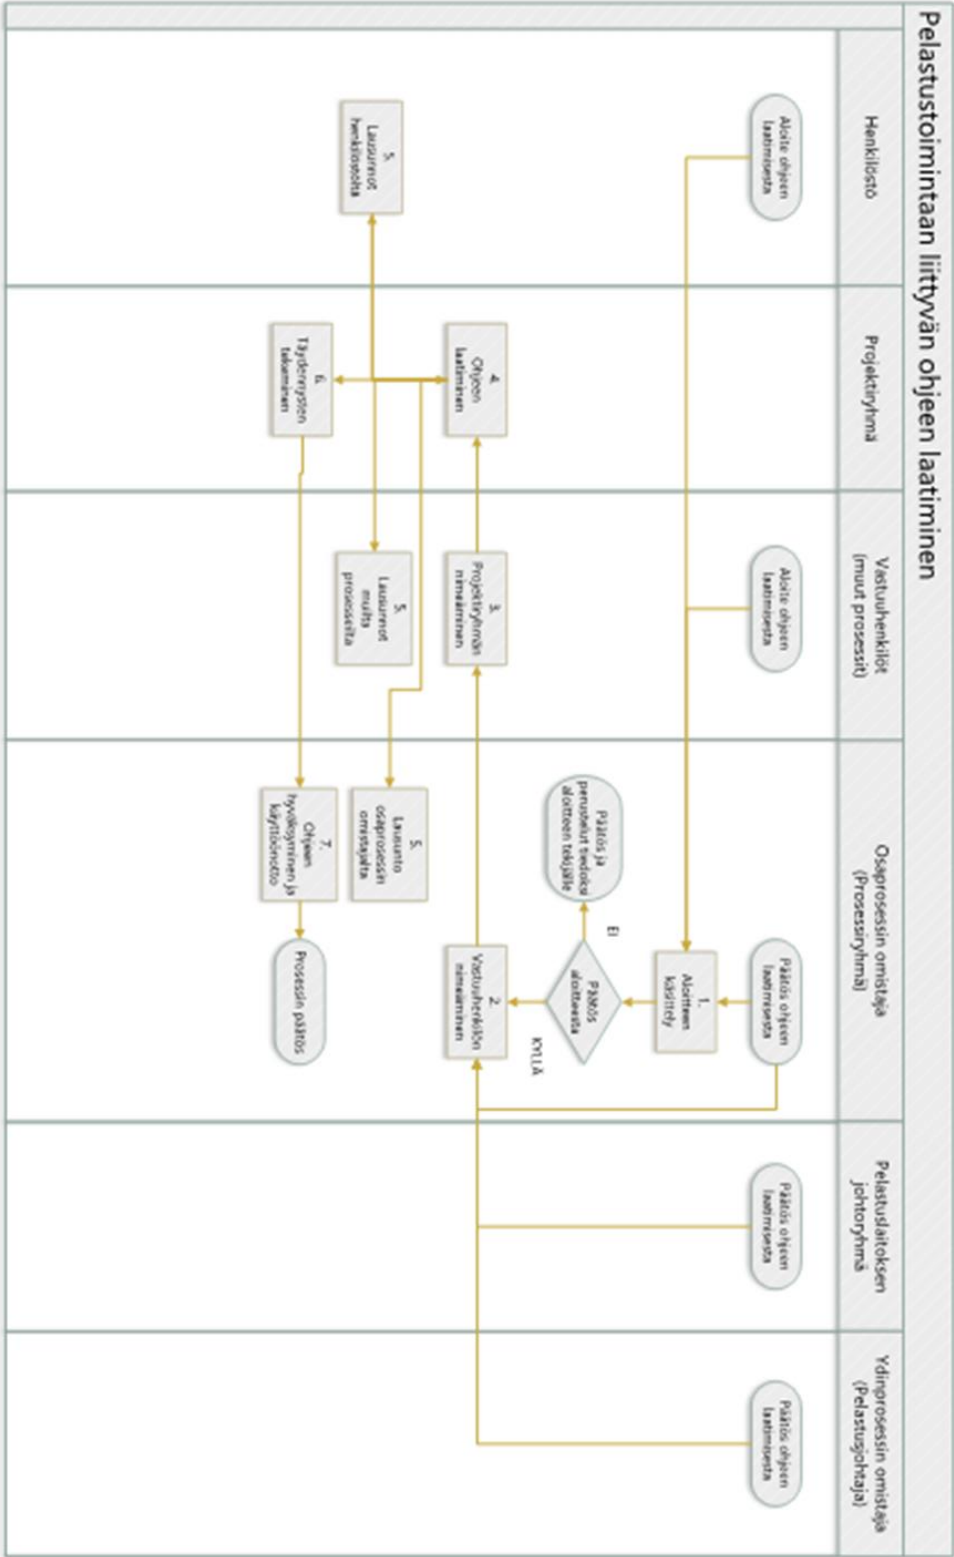 Pelastustoimintaan liittyvän ohjeen laatiminen
Henkilöstö
Projektiryhmä
Vastuuhenkilöt
(muut prosessit)
Osaprosessin omistaja
(Prosessiryhmä)
Pelastuslaitoksen
johtoryhmä
Ydinprosessin omistaja
(Pelastusjohtaja)
Aloite ohjeen
laatimisesta
Aloite ohjeen
laatimisesta
Päätös ohjeen
laatimisesta
Päätös ohjeen
laatimisesta
Päätös ohjeen
laatimisesta
1.
Aloitteen
käsittely
Päätös ja
perustelut tiedoksi
aloitteen tekijälle
EI
Päätös
aloitteesta
KYLLÄ
4.
Ohjeen
laatiminen
3.
Projektiryhmän
nimeäminen
2.
Vastuuhenkilön
nimeäminen
5.
Lausunnot
henkilöstöltä
5.
Lausunnot
muilta
prosesseilta
5.
Lausunto
osaprosessin
omistajalta
6.
Täydennysten
tekeminen
7.
Ohjeen
hyväksyminen ja
käyttöönotto
Prosessin päätös